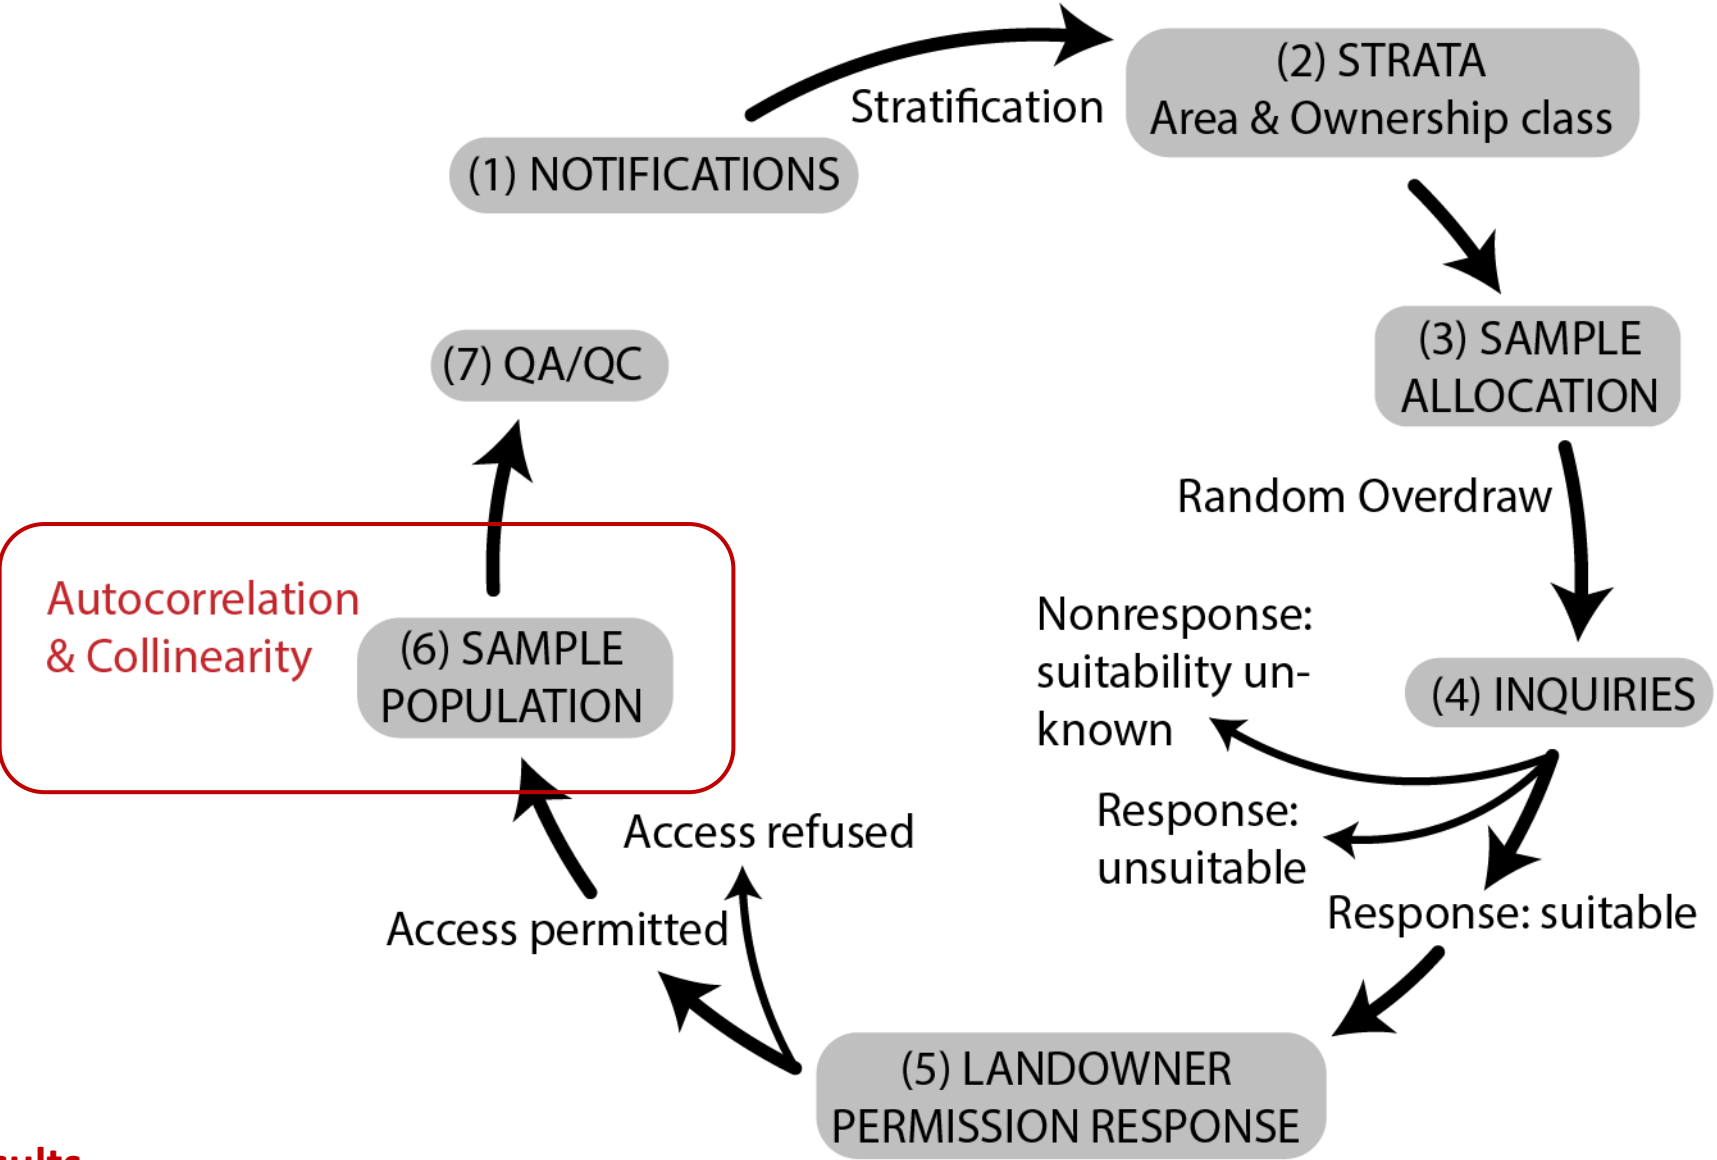 (1) NOTIFICATIONS
Stratification
(2) STRATA
Area & Ownership class
(3) SAMPLE
ALLOCATION
Random Overdraw
(4) INQUIRIES
Nonresponse:
suitability un-
known
Response:
unsuitable
Response: suitable
(5) LANDOWNER
PERMISSION RESPONSE
Access refused
Access permitted
(6) SAMPLE
POPULATION
Autocorrelation
& Collinearity
(7) QA/QC